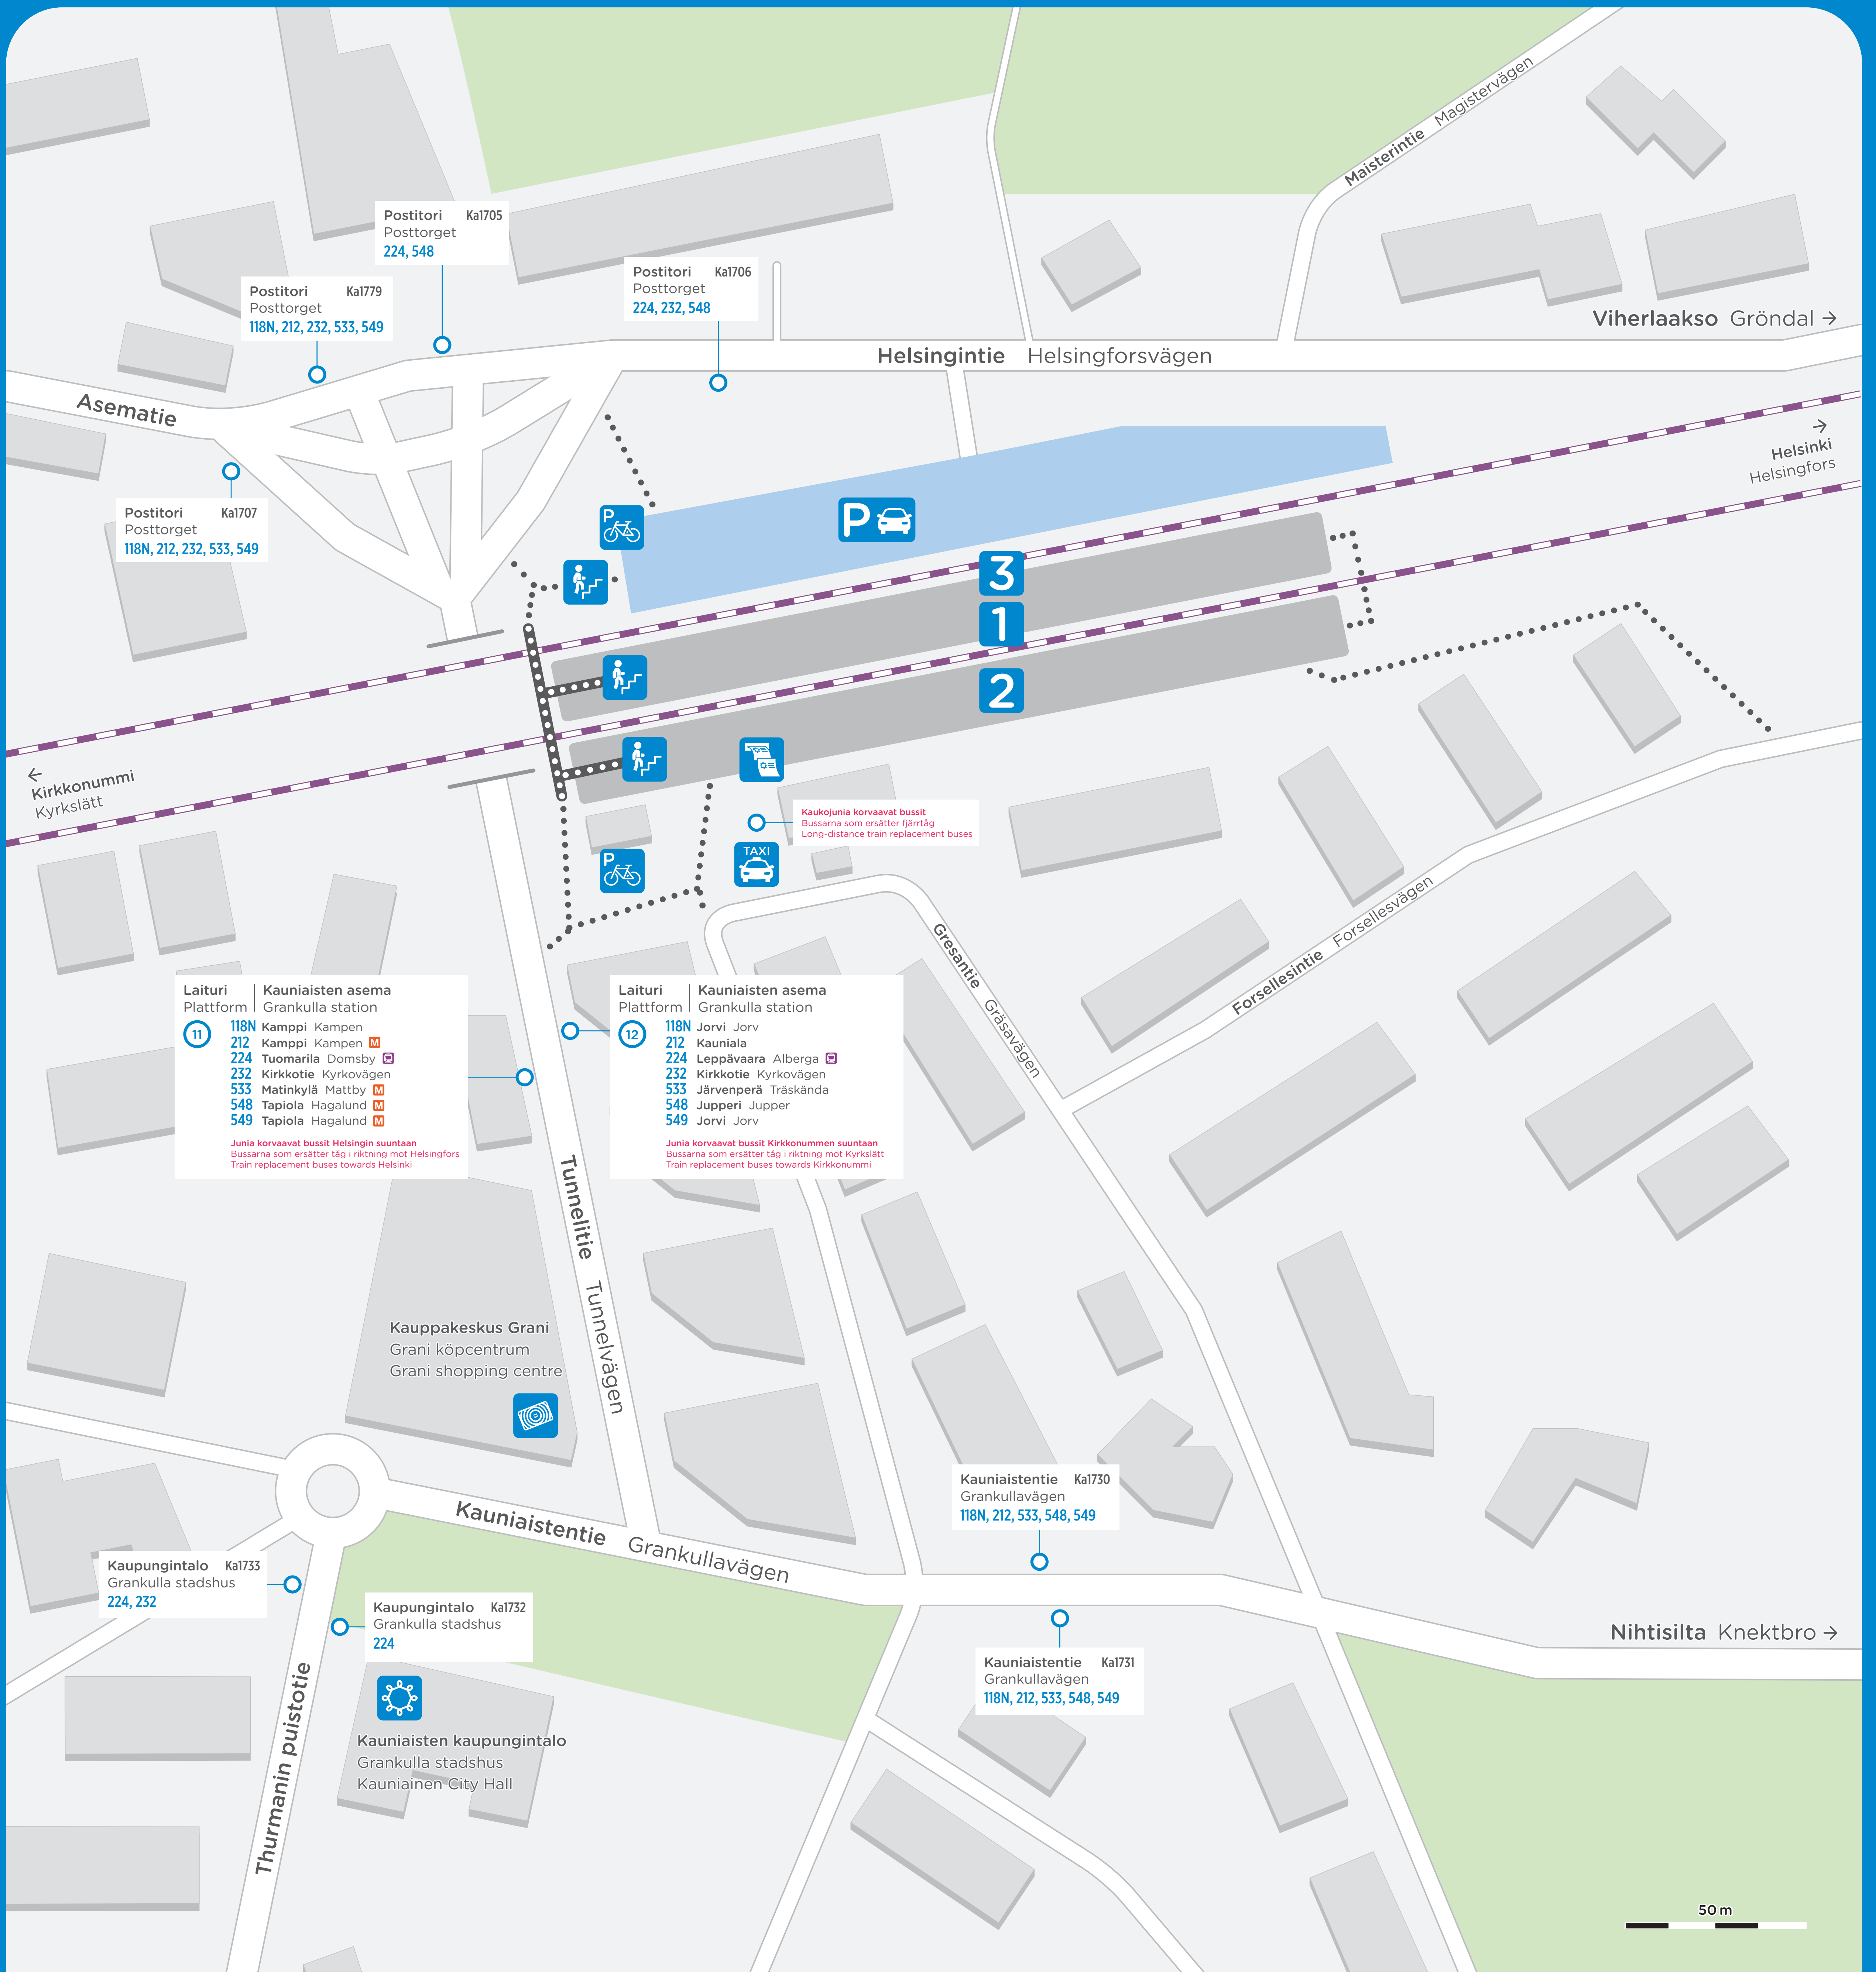 Maisterintie Magistervägen
Postitori Ka1705
Posttorget
224, 548
Postitori Ka1706
Posttorget
224, 232, 548
Postitori Ka1779
Posttorget
118N, 212, 232, 533, 549
Viherlaakso Gröndal →
Helsingintie Helsingforsvägen
Asematie
→
Helsinki
Helsingfors
Postitori Ka1707
Posttorget
118N, 212, 232, 533, 549
P
P
3
1
2
←
Kirkkonummi
Kyrkslätt
Kaukojunia korvaavat bussit
Bussarna som ersätter fjärrtåg
Long-distance train replacement buses
TAXI
P
Gresantie Gräsavägen
Forsellesintie Forsellesvägen
Laituri
Plattform
Kauniaisten asema
Grankulla station
11
118N Kamppi Kampen
212 Kamppi Kampen M
224 Tuomarila Domsby
232 Kirkkotie Kyrkovägen
533 Matinkylä Mattby M
548 Tapiola Hagalund M
549 Tapiola Hagalund M
Junia korvaavat bussit Helsingin suuntaan
Bussarna som ersätter tåg i riktning mot Helsingfors
Train replacement buses towards Helsinki
Laituri
Plattform
Kauniaisten asema
Grankulla station
12
118N Jorvi Jorv
212 Kauniala
224 Leppävaara Alberga
232 Kirkkotie Kyrkovägen
533 Järvenperä Träskända
548 Jupperi Jupper
549 Jorvi Jorv
Junia korvaavat bussit Kirkkonummen suuntaan
Bussarna som ersätter tåg i riktning mot Kyrkslätt
Train replacement buses towards Kirkkonummi
Tunnelitie Tunnelvägen
Kauppakeskus Grani
Grani köpcentrum
Grani shopping centre
Kauniaistentie Grankullavägen
Kauniaistentie Ka1730
Grankullavägen
118N, 212, 533, 548, 549
Kaupungintalo Ka1733
Grankulla stadshus
224, 232
Kaupungintalo Ka1732
Grankulla stadshus
224
Nihtisilta Knektbro →
Kauniaistentie Ka1731
Grankullavägen
118N, 212, 533, 548, 549
Thurmanin puistotie
Kauniaisten kaupungintalo
Grankulla stadshus
Kauniainen City Hall
50 m